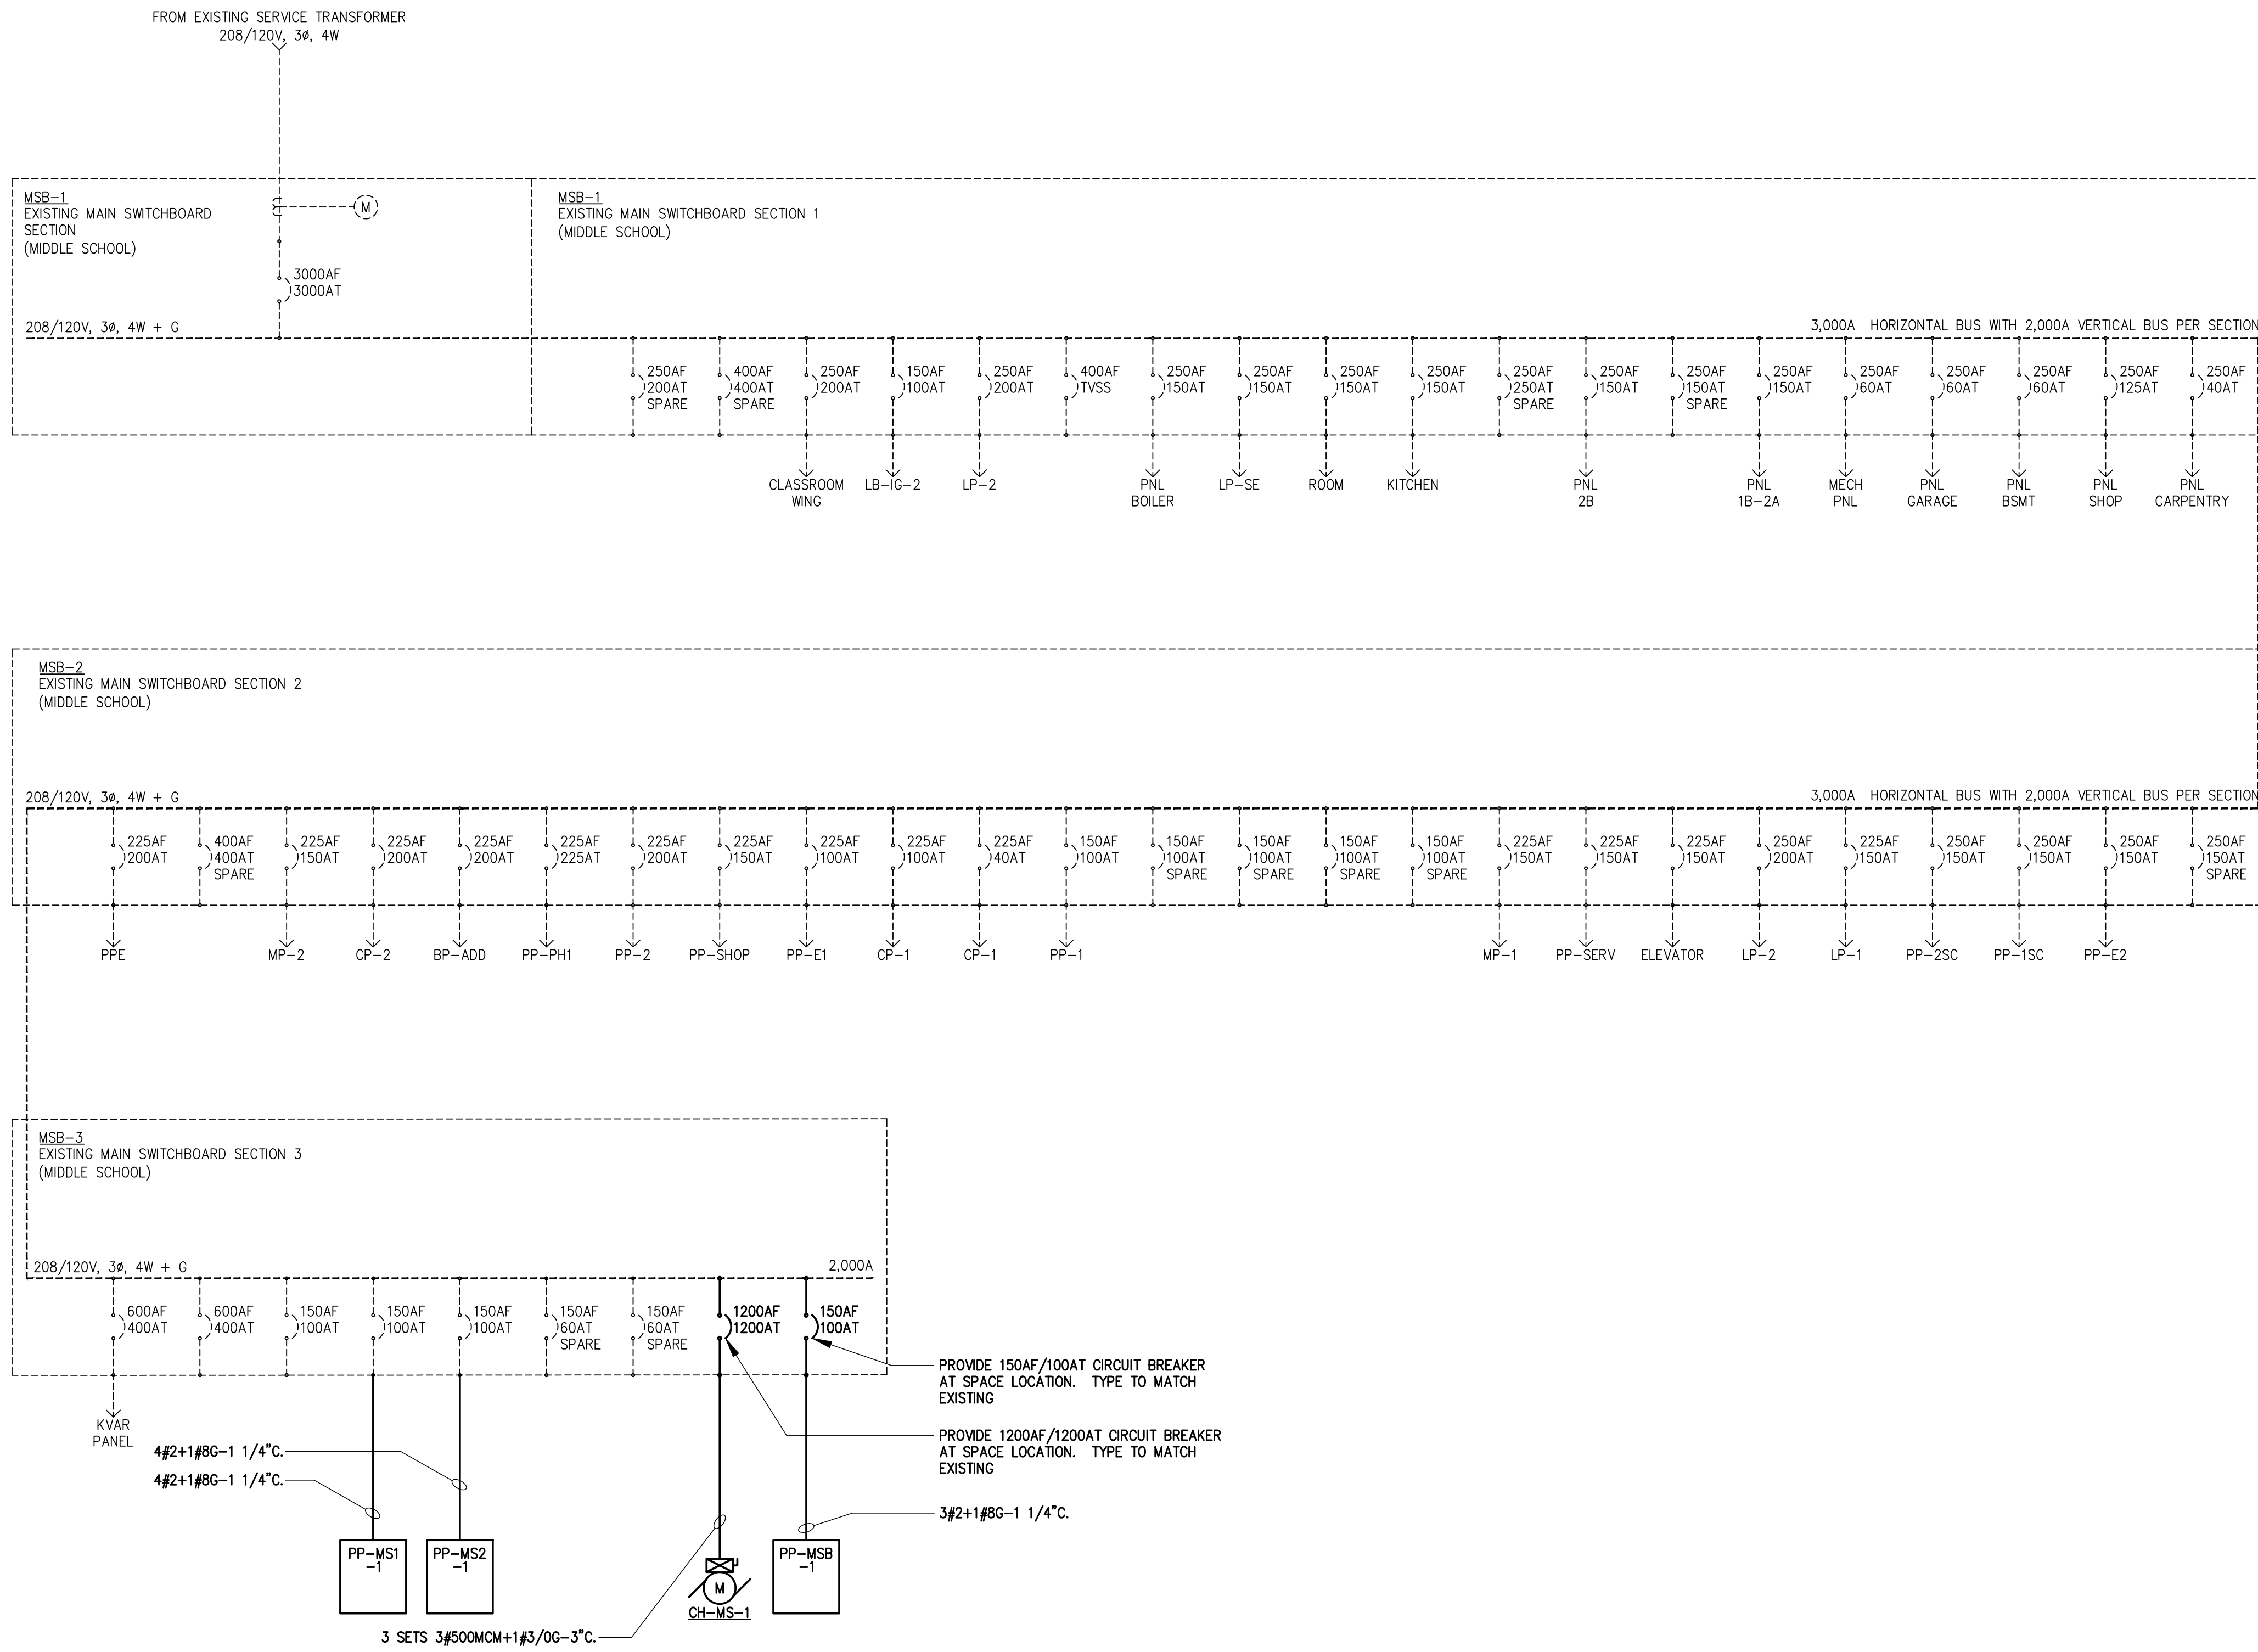 FROM EXISTING SERVICE TRANSFORMER
208/120V, 3ø, 4W
MSB-1
EXISTING MAIN SWITCHBOARD
SECTION
(MIDDLE SCHOOL)
M
3000AF
3000AT
208/120V, 3ø, 4W + G
MSB-1
EXISTING MAIN SWITCHBOARD SECTION 1
(MIDDLE SCHOOL)
3,000A HORIZONTAL BUS WITH 2,000A VERTICAL BUS PER SECTION
250AF
200AT
SPARE
400AF
400AT
SPARE
250AF
200AT
150AF
100AT
250AF
200AT
400AF
TVSS
250AF
150AT
250AF
150AT
250AF
150AT
250AF
150AT
250AF
250AT
SPARE
250AF
150AT
250AF
150AT
SPARE
250AF
150AT
250AF
60AT
250AF
60AT
250AF
60AT
250AF
125AT
250AF
40AT
CLASSROOM
WING
LB-IG-2
LP-2
PNL
BOILER
LP-SE
ROOM
KITCHEN
PNL
2B
PNL
1B-2A
MECH
PNL
PNL
GARAGE
PNL
BSMT
PNL
SHOP
PNL
CARPENTRY
MSB-2
EXISTING MAIN SWITCHBOARD SECTION 2
(MIDDLE SCHOOL)
208/120V, 3ø, 4W + G
3,000A HORIZONTAL BUS WITH 2,000A VERTICAL BUS PER SECTION
225AF
200AT
400AF
400AT
SPARE
225AF
150AT
225AF
200AT
225AF
200AT
225AF
225AT
225AF
200AT
225AF
150AT
225AF
100AT
225AF
100AT
225AF
40AT
150AF
100AT
150AF
100AT
SPARE
150AF
100AT
SPARE
150AF
100AT
SPARE
150AF
100AT
SPARE
225AF
150AT
225AF
150AT
225AF
150AT
250AF
200AT
225AF
150AT
250AF
150AT
250AF
150AT
250AF
150AT
250AF
150AT
SPARE
PPE
MP-2
CP-2
BP-ADD
PP-PH1
PP-2
PP-SHOP
PP-E1
CP-1
CP-1
PP-1
MP-1
PP-SERV
ELEVATOR
LP-2
LP-1
PP-2SC
PP-1SC
PP-E2
MSB-3
EXISTING MAIN SWITCHBOARD SECTION 3
(MIDDLE SCHOOL)
208/120V, 3ø, 4W + G
2,000A
600AF
400AT
600AF
400AT
150AF
100AT
150AF
100AT
150AF
100AT
150AF
60AT
SPARE
150AF
60AT
SPARE
1200AF
1200AT
150AF
100AT
PROVIDE 150AF/100AT CIRCUIT BREAKER
AT SPACE LOCATION. TYPE TO MATCH
EXISTING
KVAR
PANEL
PROVIDE 1200AF/1200AT CIRCUIT BREAKER
AT SPACE LOCATION. TYPE TO MATCH
EXISTING
4#2+1#8G-1 1/4"C.
4#2+1#8G-1 1/4"C.
3#2+1#8G-1 1/4"C.
PP-MS1
-1
PP-MS2
-1
M
CH-MS-1
PP-MSB
-1
3 SETS 3#500MCM+1#3/0G-3"C.